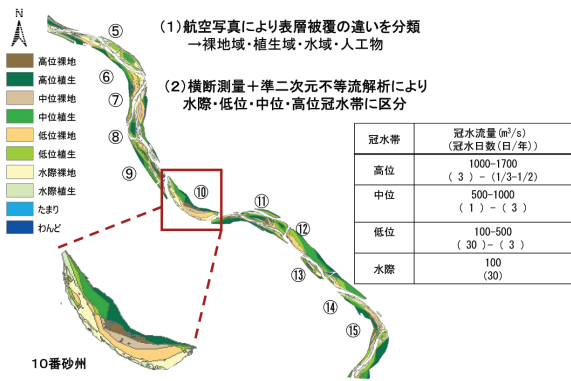 (1)航空写真により表層被覆の違いを分類
→裸地域・植生域・水域・人工物
(2)横断測量+準二次元不等流解析により
水際・低位・中位・高位冠水帯に区分
N
高位裸地
高位植生
中位裸地
中位植生
低位裸地
低位植生
水際裸地
水際植生
たまり
わんど
⑤
⑥
⑦
⑧
⑨
⑩
⑪
⑫
⑬
⑭
⑮
10番砂州
冠水帯 冠水流量(m³/s)
(冠水日数(日/年))
高位 1000-1700
( 3 )-(1/3-1/2)
中位 500-1000
( 1 )-( 3 )
低位 100-500
( 30 )-( 3 )
水際 100
(30)